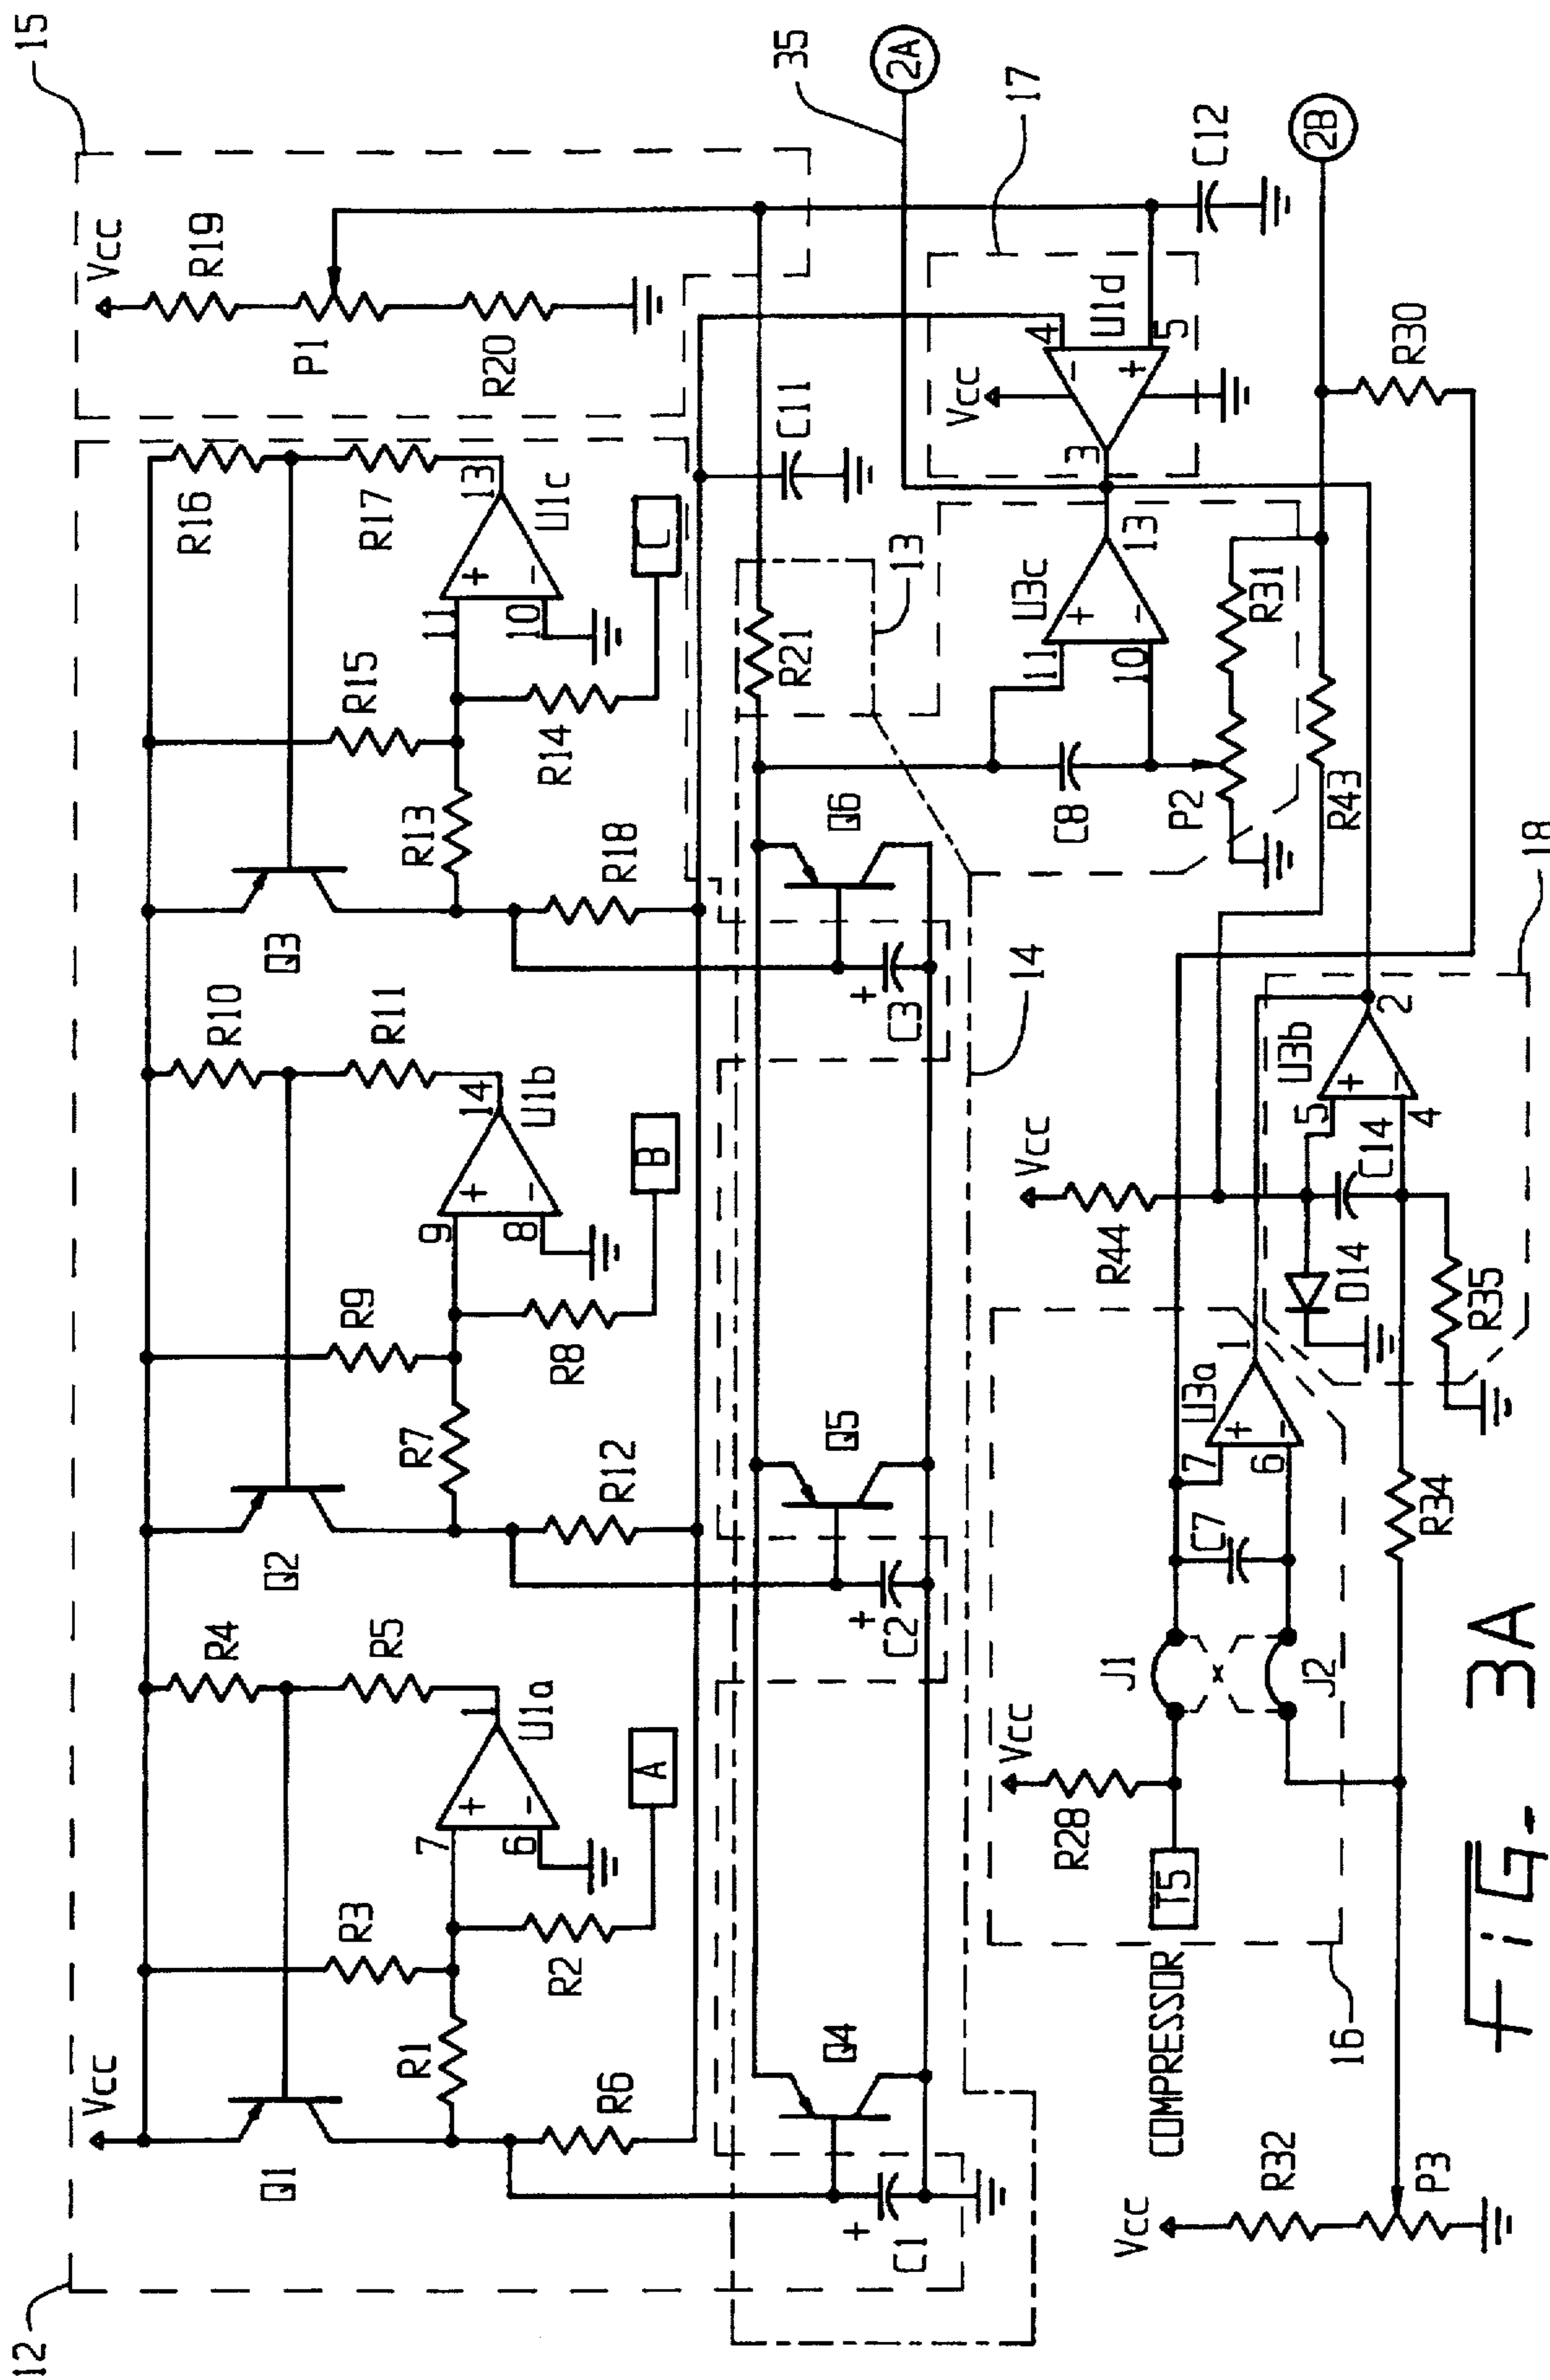 12
15
Vcc
Q1
R4
R5
R3
R1
R2
R6
7
6
+
-
1
U1a
A
Q2
R10
R11
R9
R7
R8
R12
9
8
+
-
14
U1b
B
Q3
R16
R17
R15
R13
R14
R18
11
10
+
-
13
U1c
C
Vcc
R19
P1
R20
Q4
+
C1
Q5
+
C2
Q6
+
C3
R21
13
C11
35
2A
14
11
10
+
-
13
U3c
C8
P2
R31
Vcc
4
5
-
+
3
U1d
17
C12
2B
R43
R30
COMPRESSOR
T5
Vcc
R28
J1
J2
x
C7
7
6
+
-
1
U3a
16
Vcc
R44
D14
C14
5
4
+
-
2
U3b
18
R34
R35
Vcc
R32
P3
FiG- 3A